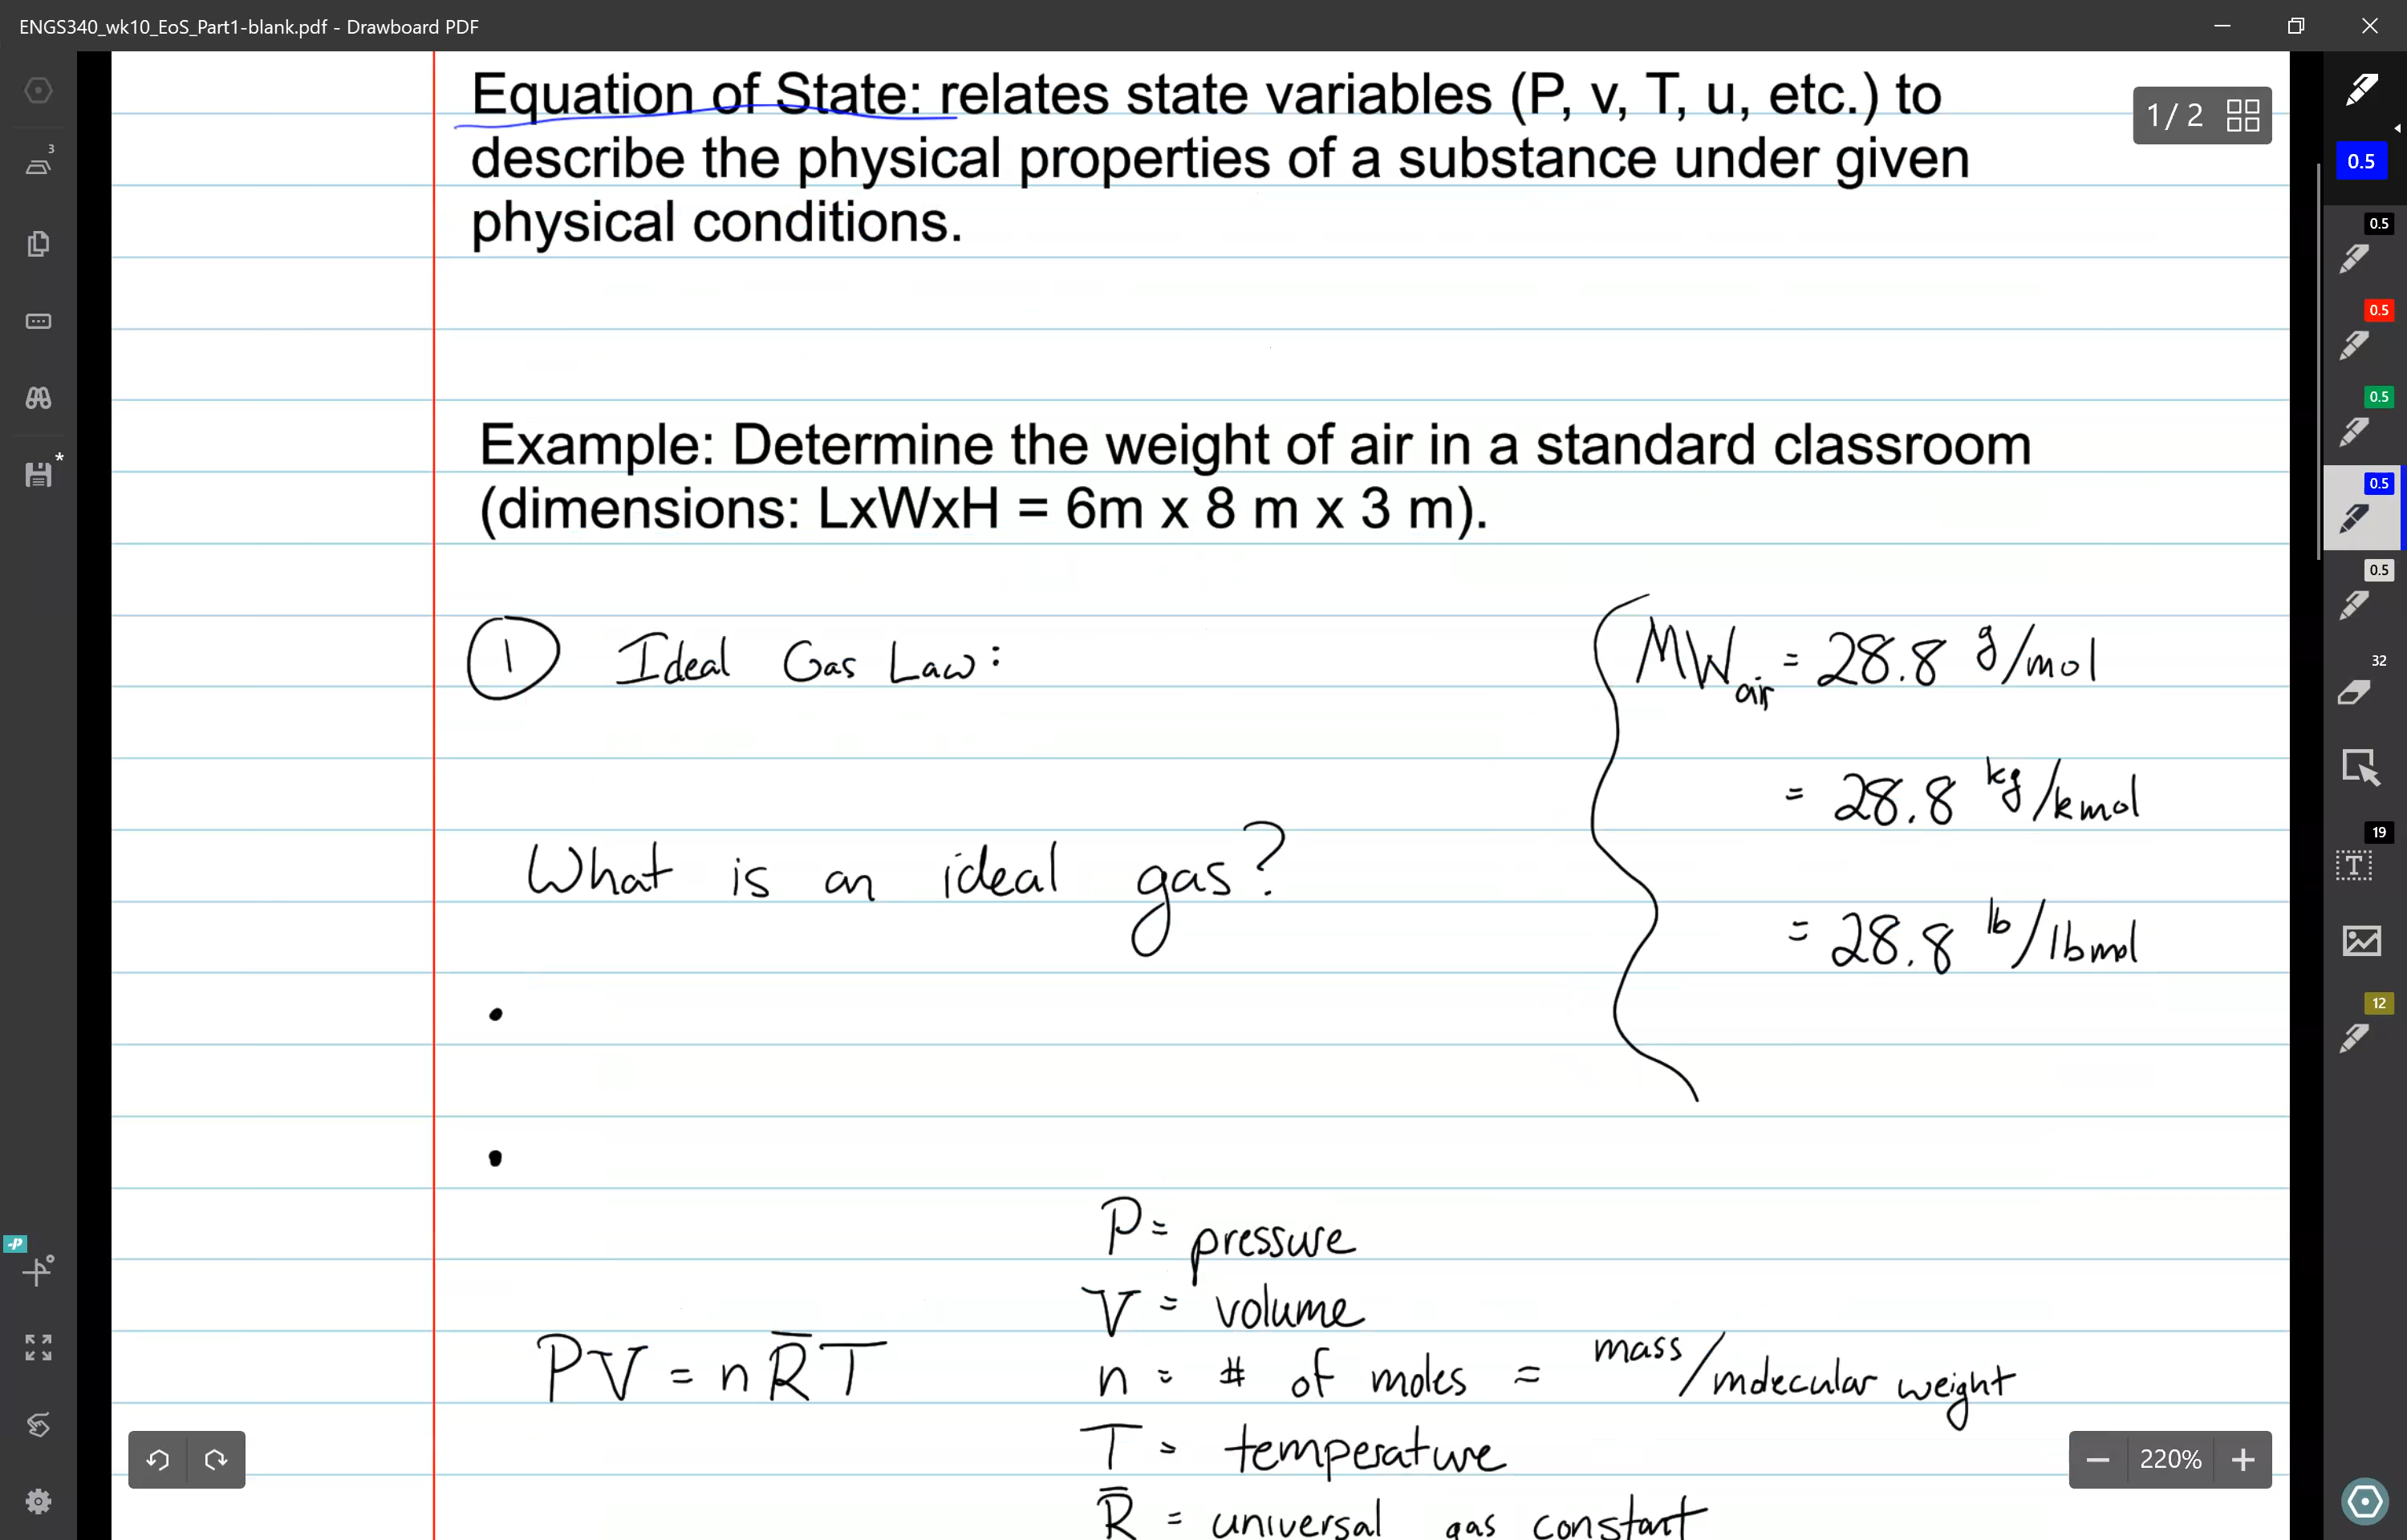 ENGS340_wk10_EoS_Part1-blank.pdf - Drawboard PDF
Equation of State: relates state variables (P, v, T, u, etc.) to
describe the physical properties of a substance under given
physical conditions.
1 / 2
Example: Determine the weight of air in a standard classroom
(dimensions: LxWxH = 6m x 8 m x 3 m).
① Ideal Gas Law:
MW air = 28.8 g/mol
= 28.8 kg/kmol
= 28.8 lb/lbmol
What is an ideal gas?
•
•
P = pressure
V = volume
PV = nR̅T
n = # of moles = mass/molecular weight
T = temperature
R̅ = universal gas constant
220%
3
*
P
0.5
0.5
0.5
0.5
0.5
0.5
32
19
T
12